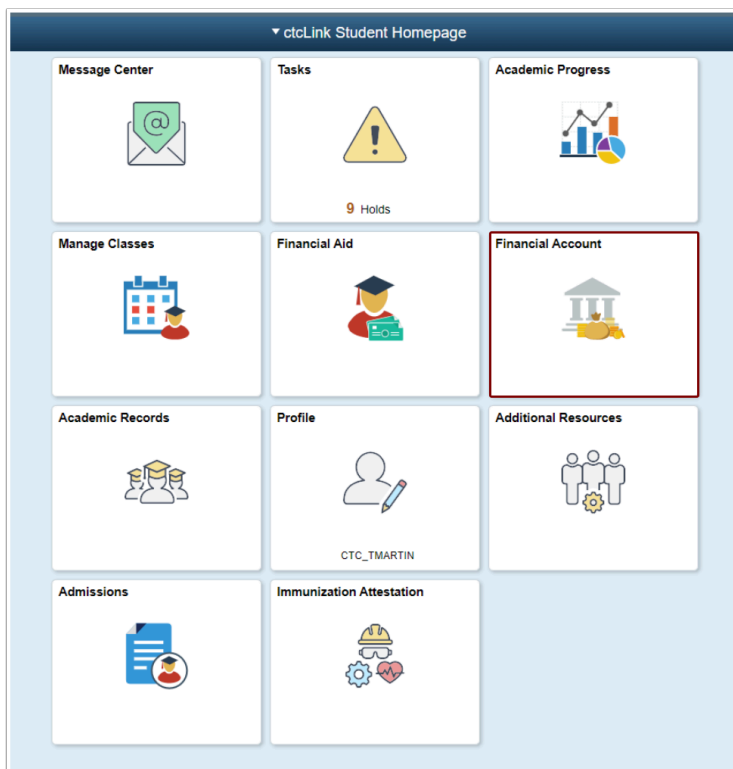 ctcLink Student Homepage
Message Center
Tasks
Academic Progress
@
9 Holds
Manage Classes
Financial Aid
Financial Account
Academic Records
Profile
Additional Resources
CTC_TMARTIN
Admissions
Immunization Attestation